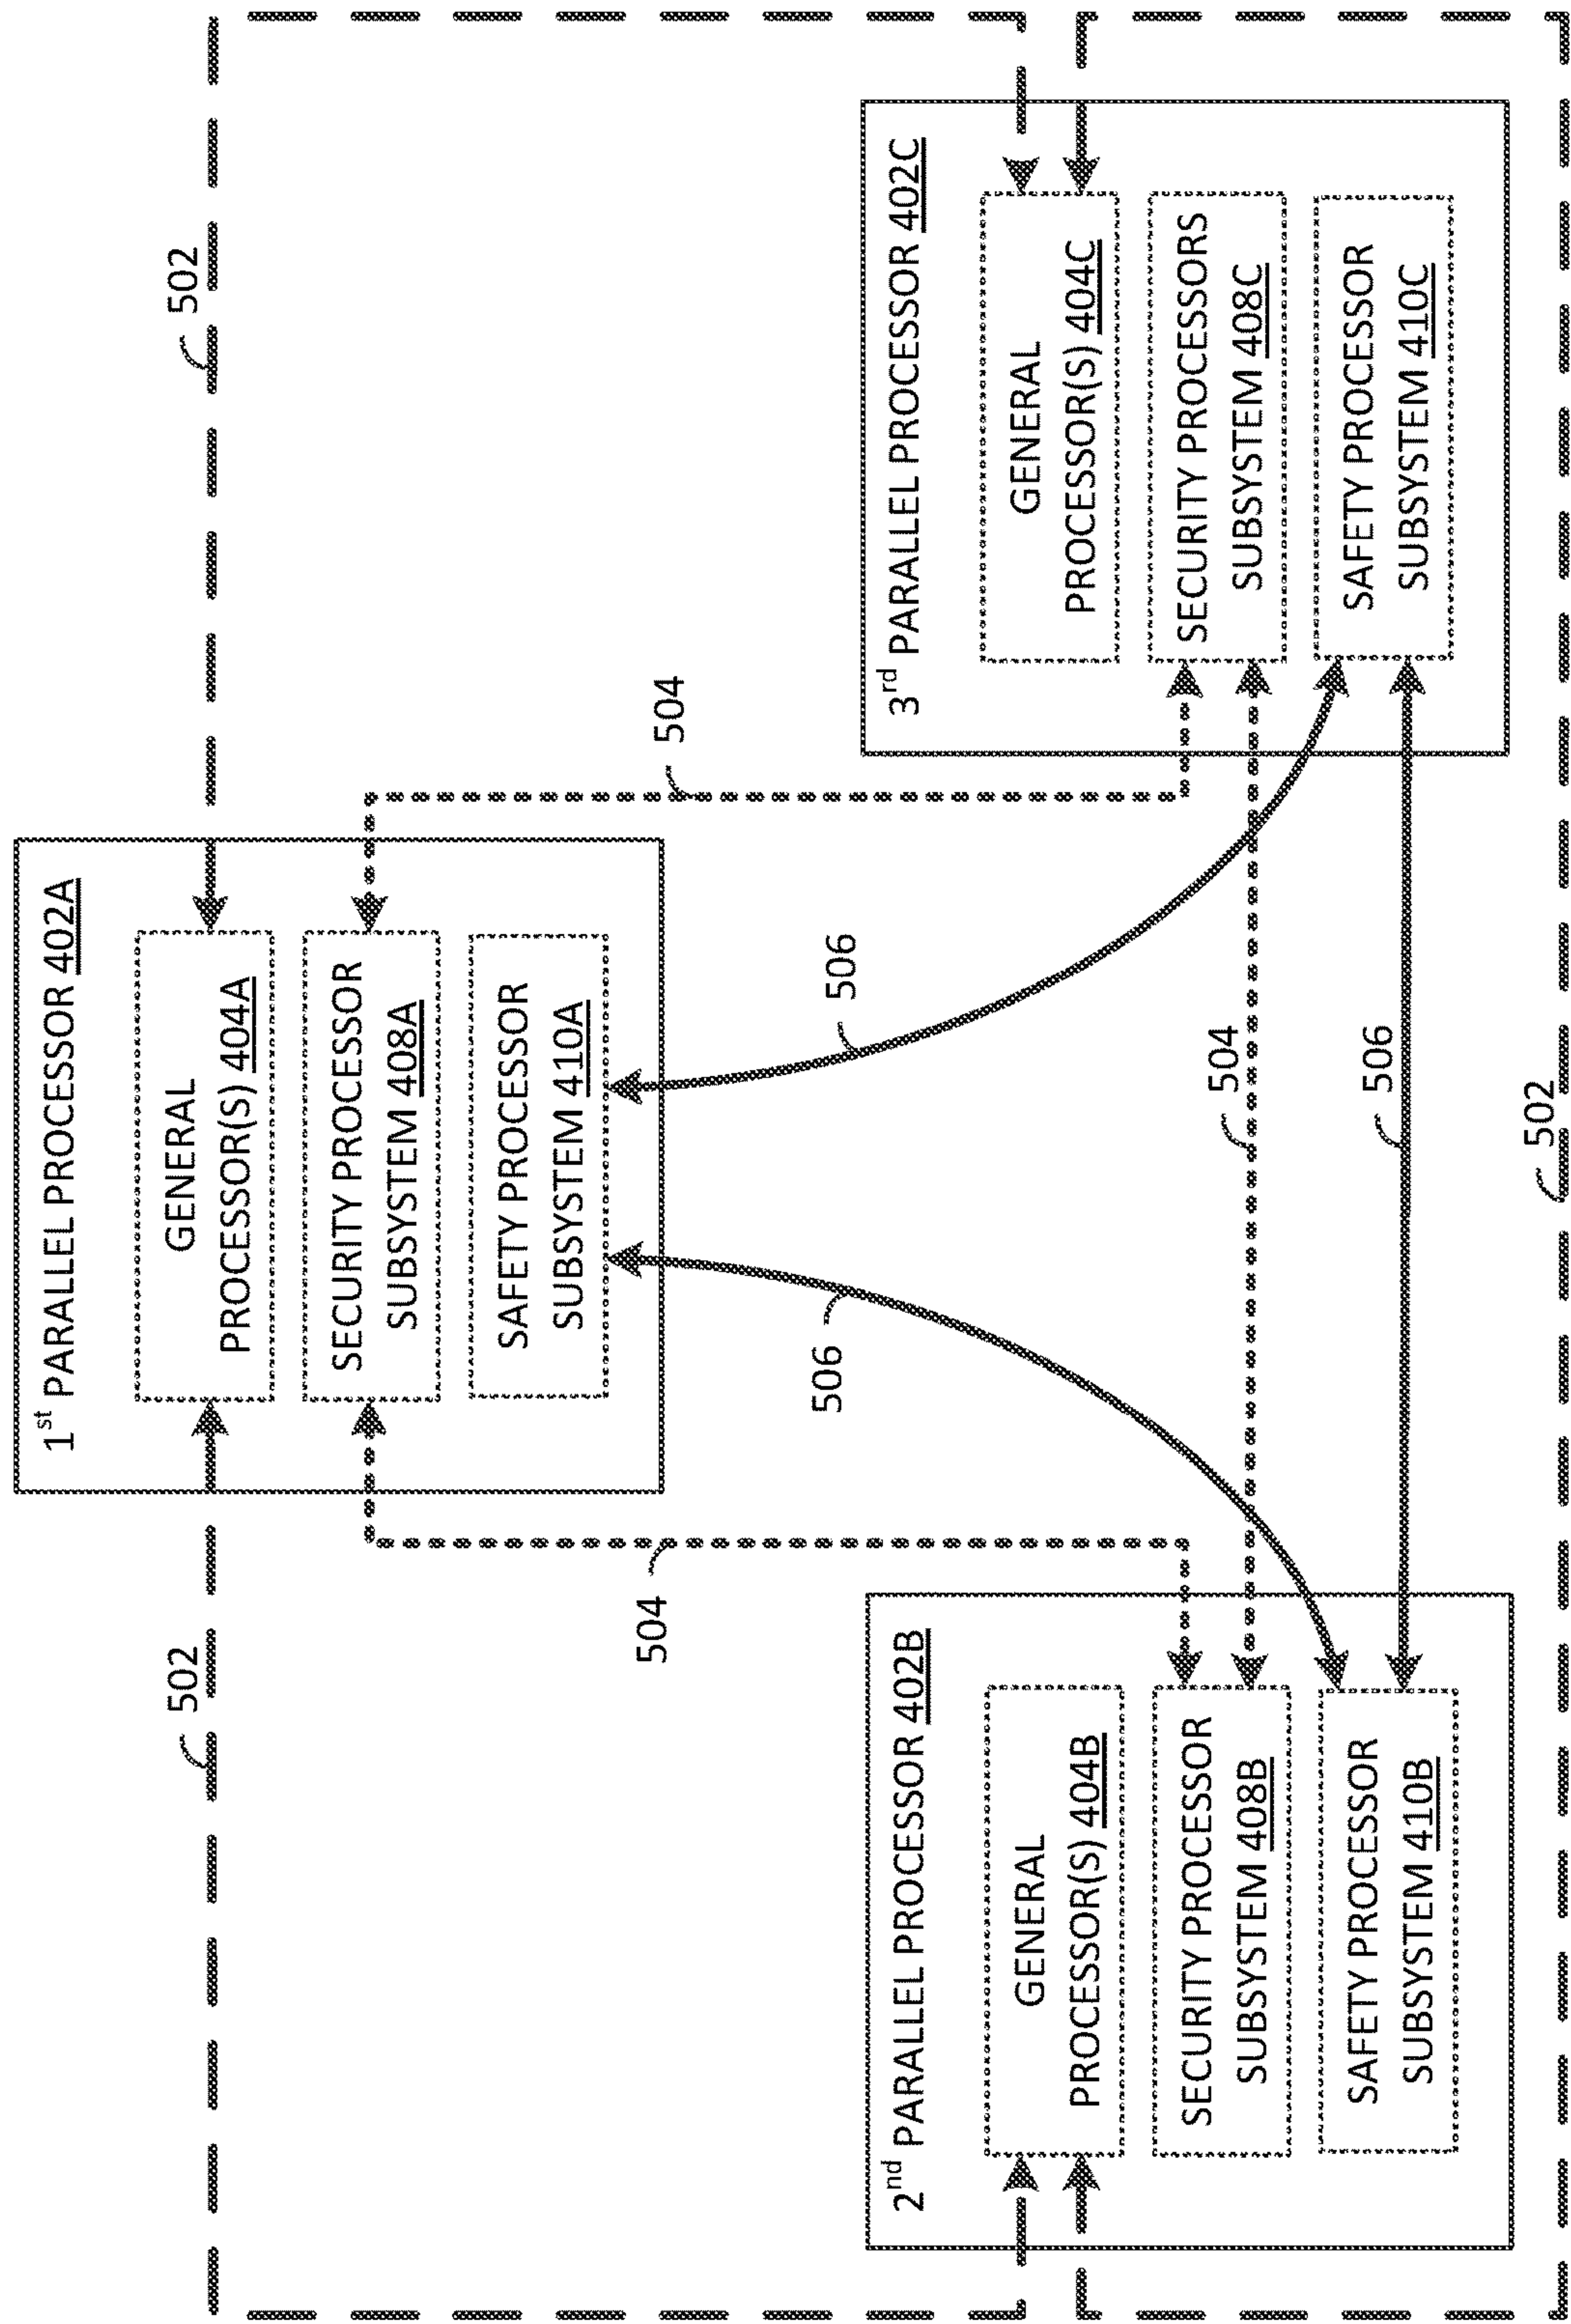 1st PARALLEL PROCESSOR 402A
GENERAL
PROCESSOR(S) 404A
SECURITY PROCESSOR
SUBSYSTEM 408A
SAFETY PROCESSOR
SUBSYSTEM 410A
502
502
504
504
506
506
2nd PARALLEL PROCESSOR 402B
GENERAL
PROCESSOR(S) 404B
SECURITY PROCESSOR
SUBSYSTEM 408B
SAFETY PROCESSOR
SUBSYSTEM 410B
504
506
502
3rd PARALLEL PROCESSOR 402C
GENERAL
PROCESSOR(S) 404C
SECURITY PROCESSORS
SUBSYSTEM 408C
SAFETY PROCESSOR
SUBSYSTEM 410C